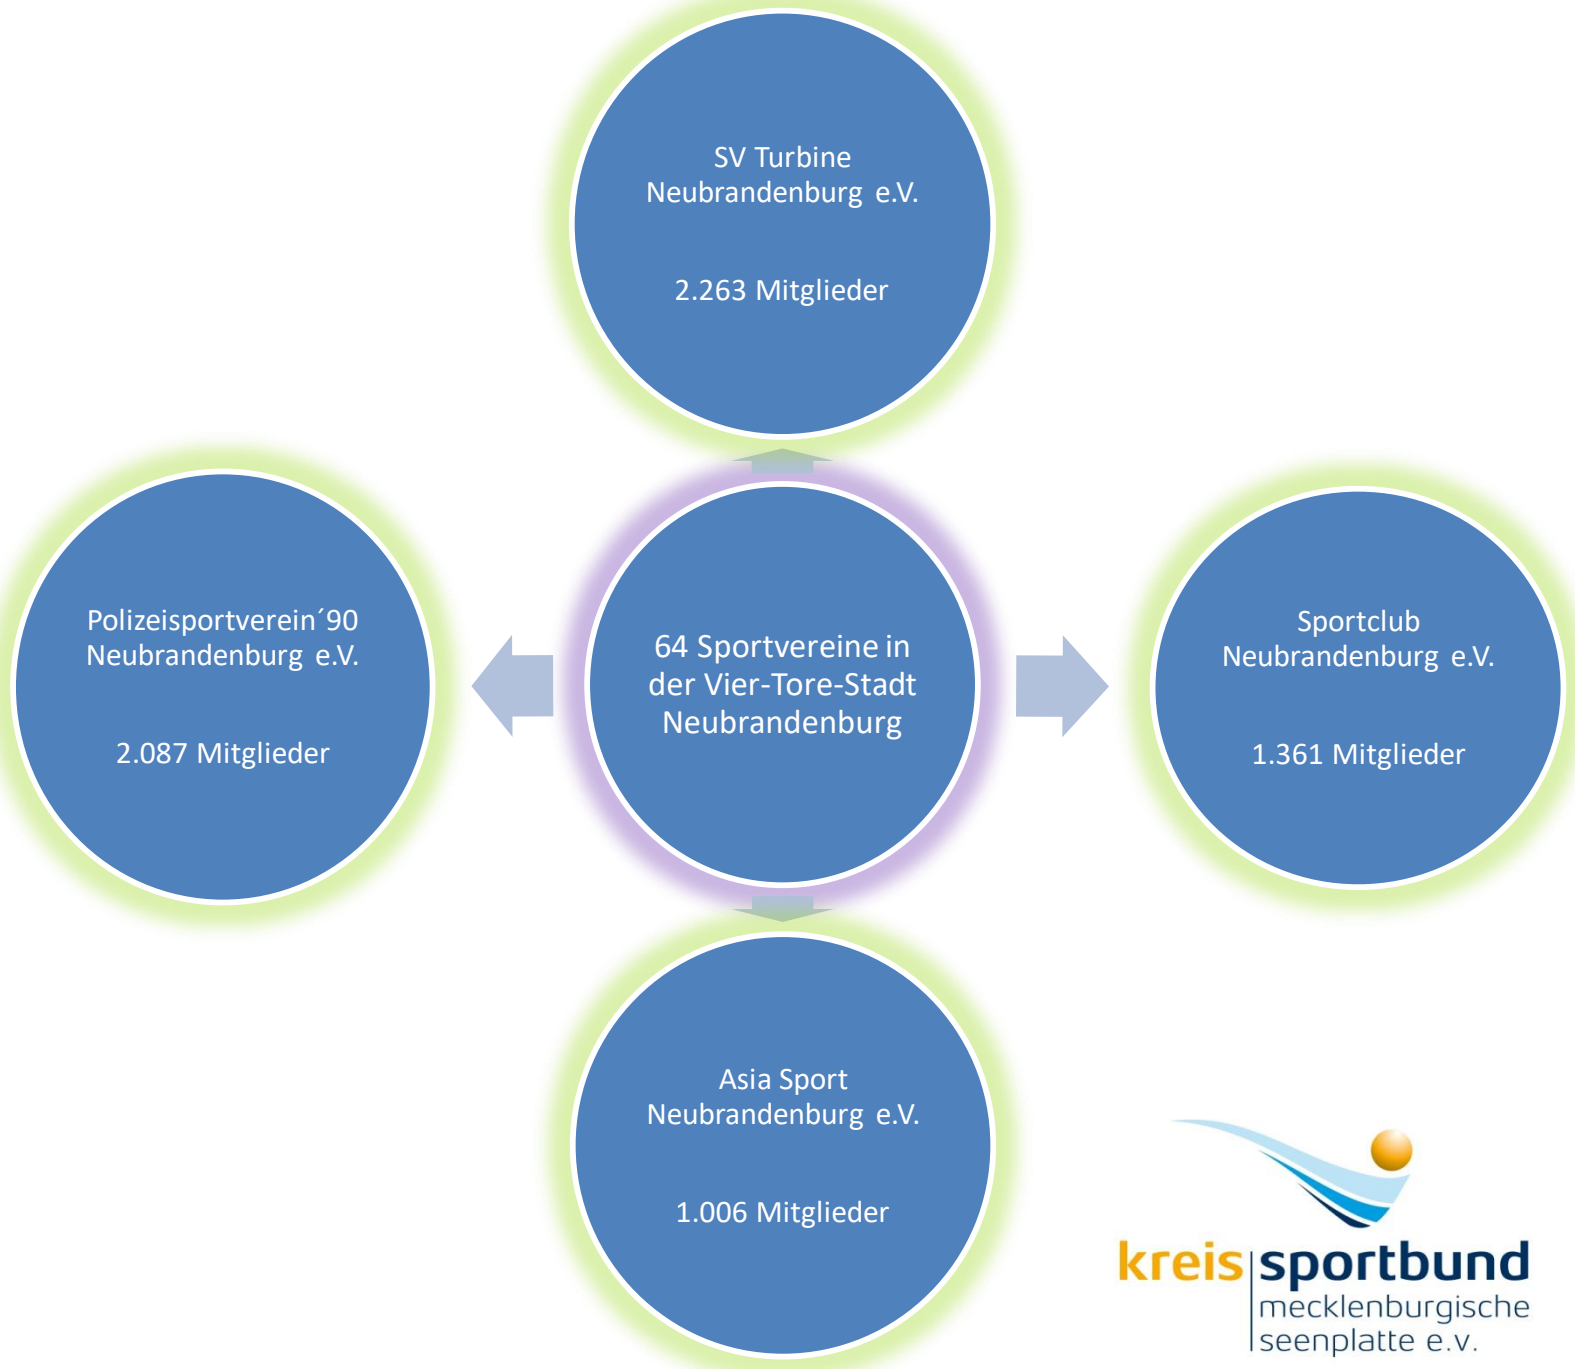 SV Turbine
Neubrandenburg e.V.
2.263 Mitglieder
Polizeisportverein´90
Neubrandenburg e.V.
2.087 Mitglieder
64 Sportvereine in
der Vier-Tore-Stadt
Neubrandenburg
Sportclub
Neubrandenburg e.V.
1.361 Mitglieder
Asia Sport
Neubrandenburg e.V.
1.006 Mitglieder
kreis sportbund
mecklenburgische
seenplatte e.v.